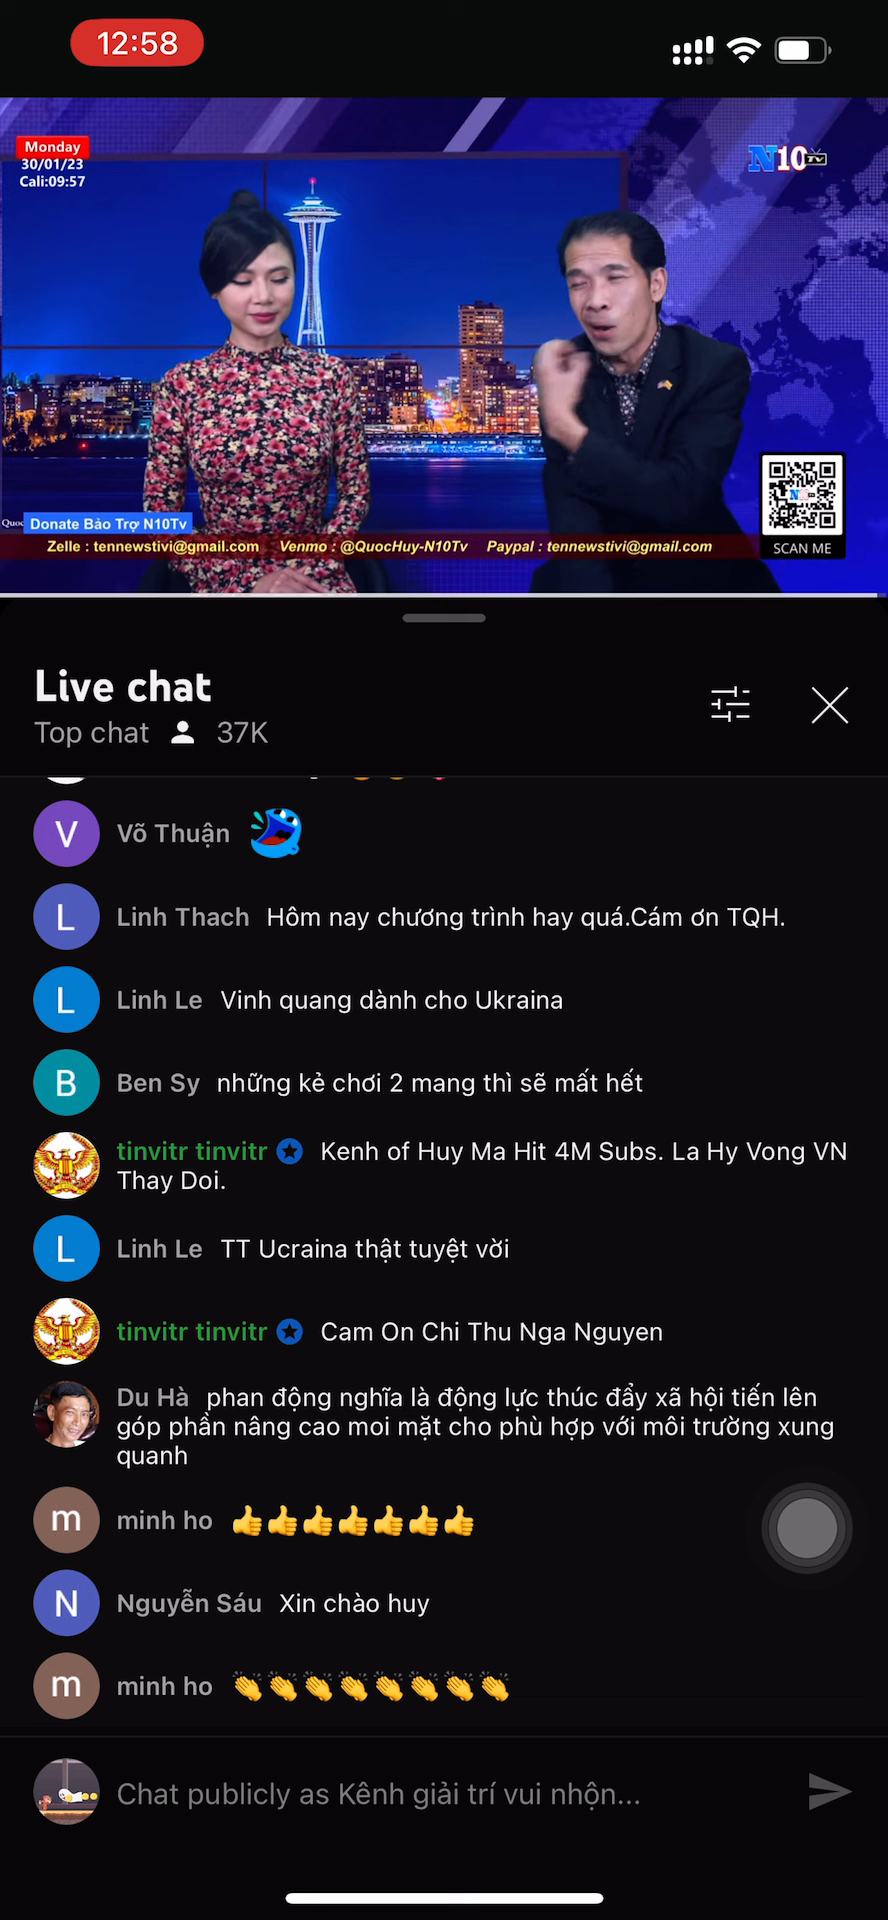 12:58
Monday
30/01/23
Cali:09:57
N10 TV
Quoc
Donate Bảo Trợ N10Tv
Zelle : tennewstivi@gmail.com Venmo : @QuocHuy-N10Tv Paypal : tennewstivi@gmail.com
SCAN ME
Live chat
Top chat 37K
V Võ Thuận
L Linh Thach Hôm nay chương trình hay quá.Cám ơn TQH.
L Linh Le Vinh quang dành cho Ukraina
B Ben Sy những kẻ chơi 2 mang thì sẽ mất hết
tinvitr tinvitr Kenh of Huy Ma Hit 4M Subs. La Hy Vong VN
Thay Doi.
L Linh Le TT Ucraina thật tuyệt vời
tinvitr tinvitr Cam On Chi Thu Nga Nguyen
Du Hà phan động nghĩa là động lực thúc đẩy xã hội tiến lên
góp phần nâng cao moi mặt cho phù hợp với môi trường xung
quanh
m minh ho 👍👍👍👍👍👍👍
N Nguyễn Sáu Xin chào huy
m minh ho 👏👏👏👏👏👏👏👏
Chat publicly as Kênh giải trí vui nhộn...